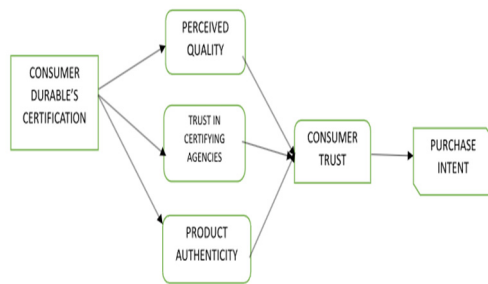 PERCEIVED
QUALITY
CONSUMER
DURABLE'S
CERTIFICATION
TRUST IN
CERTIFYING
AGENCIES
CONSUMER
TRUST
PURCHASE
INTENT
PRODUCT
AUTHENTICITY